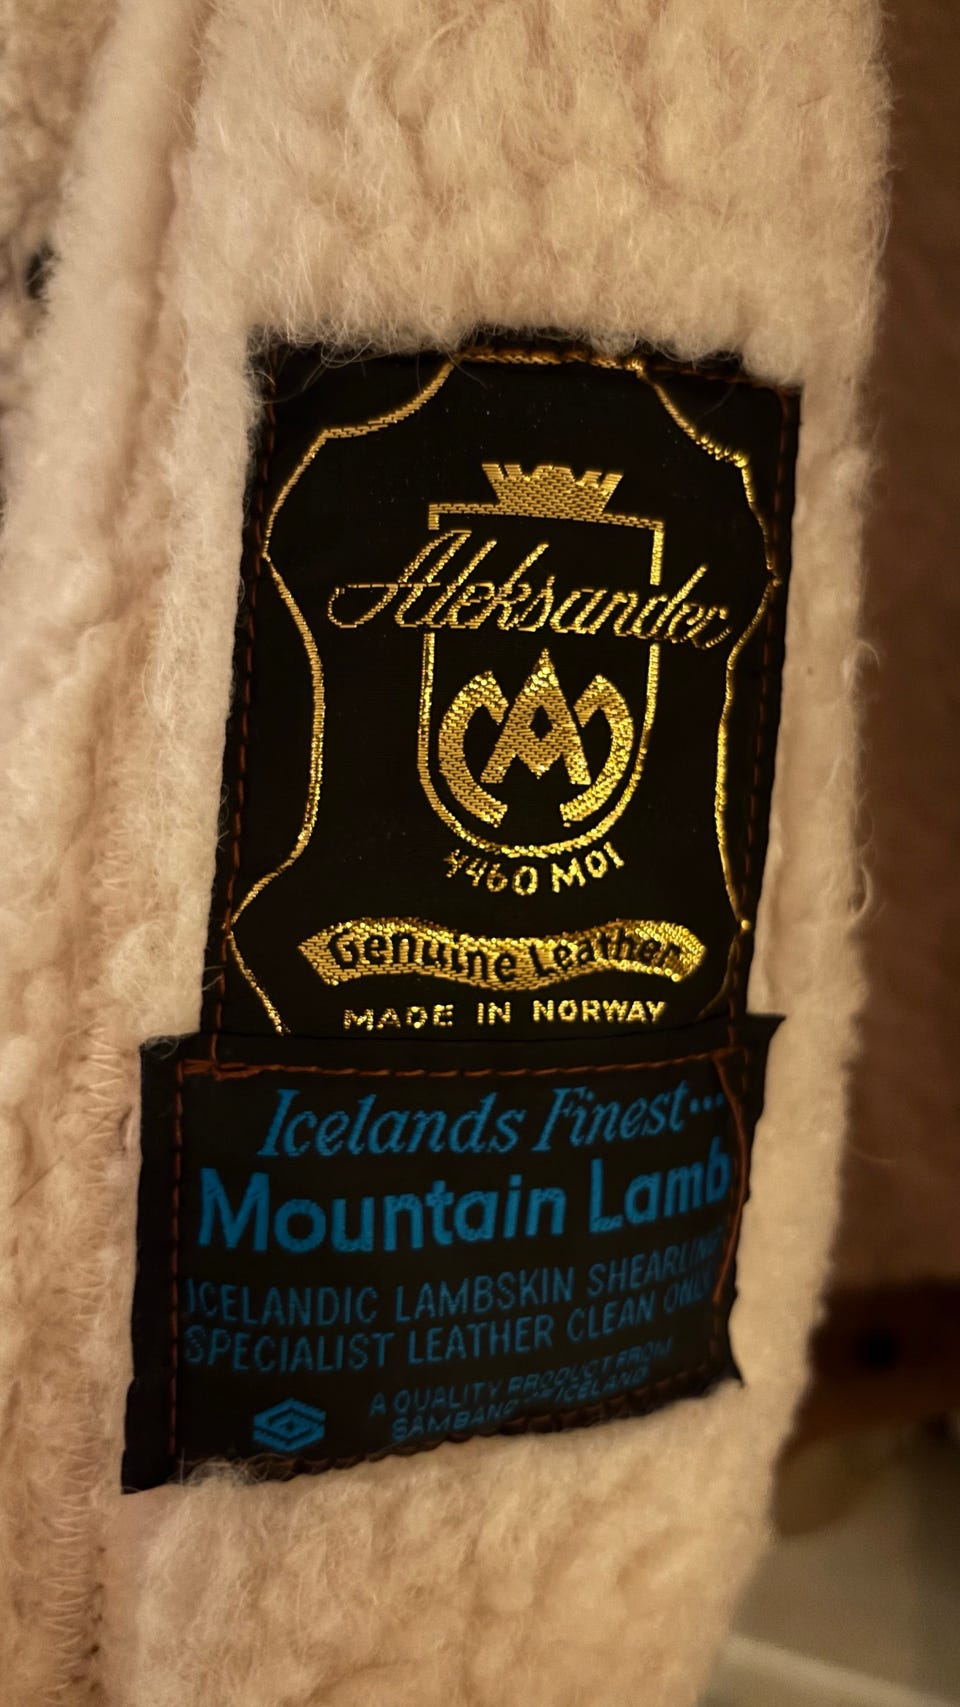 Aleksander
4460 MOI
Genuine Leather
MADE IN NORWAY
Icelands Finest...
Mountain Lamb
ICELANDIC LAMBSKIN SHEARLING
SPECIALIST LEATHER CLEAN ONLY
A QUALITY PRODUCT FROM
SAMBAND OF ICELAND